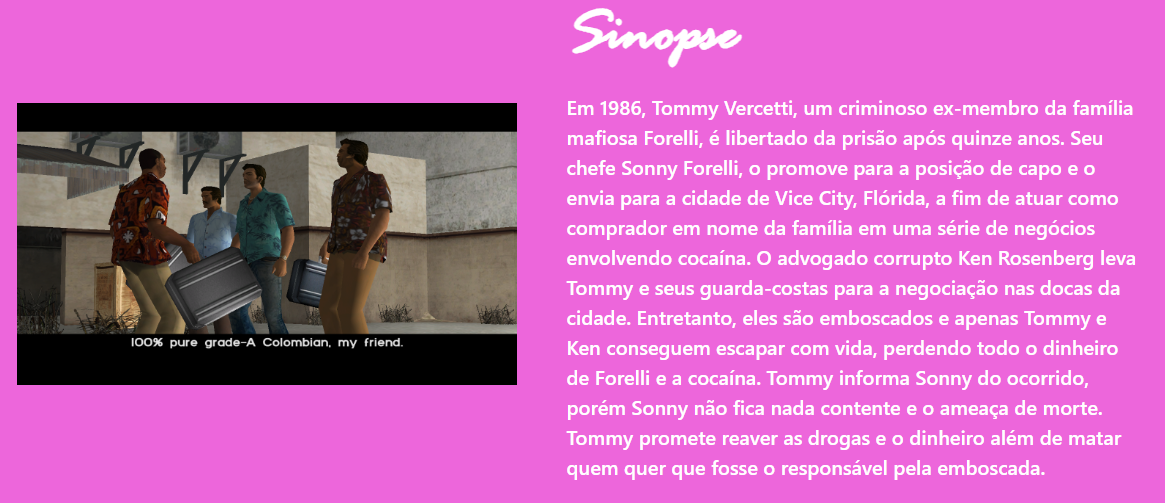 Sinopse
Em 1986, Tommy Vercetti, um criminoso ex-membro da família
mafiosa Forelli, é libertado da prisão após quinze anos. Seu
chefe Sonny Forelli, o promove para a posição de capo e o
envia para a cidade de Vice City, Flórida, a fim de atuar como
comprador em nome da família em uma série de negócios
envolvendo cocaína. O advogado corrupto Ken Rosenberg leva
Tommy e seus guarda-costas para a negociação nas docas da
cidade. Entretanto, eles são emboscados e apenas Tommy e
Ken conseguem escapar com vida, perdendo todo o dinheiro
de Forelli e a cocaína. Tommy informa Sonny do ocorrido,
porém Sonny não fica nada contente e o ameaça de morte.
Tommy promete reaver as drogas e o dinheiro além de matar
quem quer que fosse o responsável pela emboscada.
100% pure grade-A Colombian, my friend.